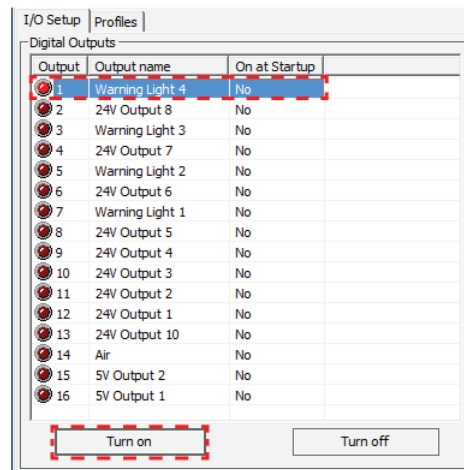 I/O Setup Profiles
Digital Outputs
Output Output name On at Startup
1 Warning Light 4 No
2 24V Output 8 No
3 Warning Light 3 No
4 24V Output 7 No
5 Warning Light 2 No
6 24V Output 6 No
7 Warning Light 1 No
8 24V Output 5 No
9 24V Output 4 No
10 24V Output 3 No
11 24V Output 2 No
12 24V Output 1 No
13 24V Output 10 No
14 Air No
15 5V Output 2 No
16 5V Output 1 No
Turn on Turn off